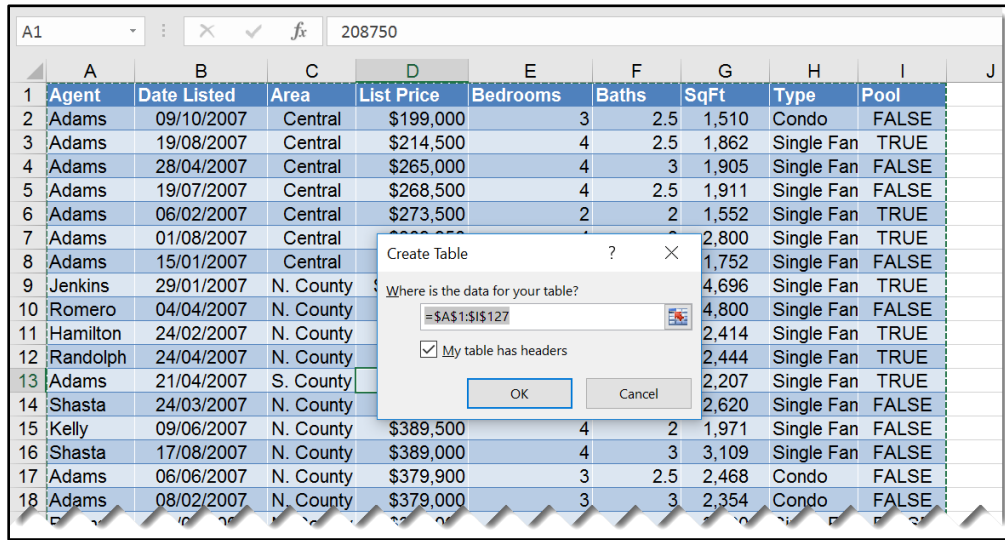 A1 fx 208750
A B C D E F G H I J
1 Agent Date Listed Area List Price Bedrooms Baths SqFt Type Pool
2 Adams 09/10/2007 Central $199,000 3 2.5 1,510 Condo FALSE
3 Adams 19/08/2007 Central $214,500 4 2.5 1,862 Single Fan TRUE
4 Adams 28/04/2007 Central $265,000 4 3 1,905 Single Fan FALSE
5 Adams 19/07/2007 Central $268,500 4 2.5 1,911 Single Fan FALSE
6 Adams 06/02/2007 Central $273,500 2 2 1,552 Single Fan TRUE
7 Adams 01/08/2007 Central 2,800 Single Fan TRUE
8 Adams 15/01/2007 Central 1,752 Single Fan FALSE
9 Jenkins 29/01/2007 N. County 4,696 Single Fan TRUE
10 Romero 04/04/2007 N. County 4,800 Single Fan FALSE
11 Hamilton 24/02/2007 N. County 2,414 Single Fan TRUE
12 Randolph 24/04/2007 N. County 2,444 Single Fan TRUE
13 Adams 21/04/2007 S. County 2,207 Single Fan TRUE
14 Shasta 24/03/2007 N. County 2,620 Single Fan FALSE
15 Kelly 09/06/2007 N. County $389,500 4 2 1,971 Single Fan FALSE
16 Shasta 17/08/2007 N. County $389,000 4 3 3,109 Single Fan FALSE
17 Adams 06/06/2007 N. County $379,900 3 2.5 2,468 Condo FALSE
18 Adams 08/02/2007 N. County $379,000 3 3 2,354 Condo FALSE
Create Table ?
Where is the data for your table?
=$A$1:$I$127
My table has headers
OK Cancel